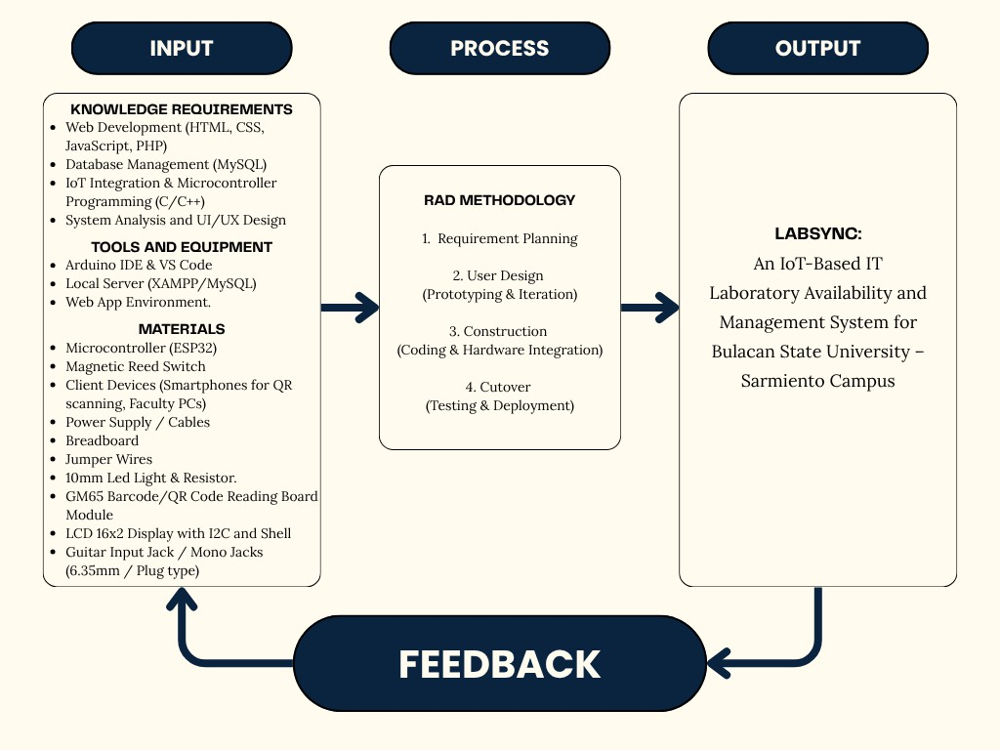 INPUT
PROCESS
OUTPUT
KNOWLEDGE REQUIREMENTS
• Web Development (HTML, CSS,
JavaScript, PHP)
• Database Management (MySQL)
• IoT Integration & Microcontroller
Programming (C/C++)
• System Analysis and UI/UX Design
TOOLS AND EQUIPMENT
• Arduino IDE & VS Code
• Local Server (XAMPP/MySQL)
• Web App Environment.
MATERIALS
• Microcontroller (ESP32)
• Magnetic Reed Switch
• Client Devices (Smartphones for QR
scanning, Faculty PCs)
• Power Supply / Cables
• Breadboard
• Jumper Wires
• 10mm Led Light & Resistor.
• GM65 Barcode/QR Code Reading Board
Module
• LCD 16x2 Display with I2C and Shell
• Guitar Input Jack / Mono Jacks
(6.35mm / Plug type)
RAD METHODOLOGY
1. Requirement Planning
2. User Design
(Prototyping & Iteration)
3. Construction
(Coding & Hardware Integration)
4. Cutover
(Testing & Deployment)
LABSYNC:
An IoT-Based IT
Laboratory Availability and
Management System for
Bulacan State University –
Sarmiento Campus
FEEDBACK